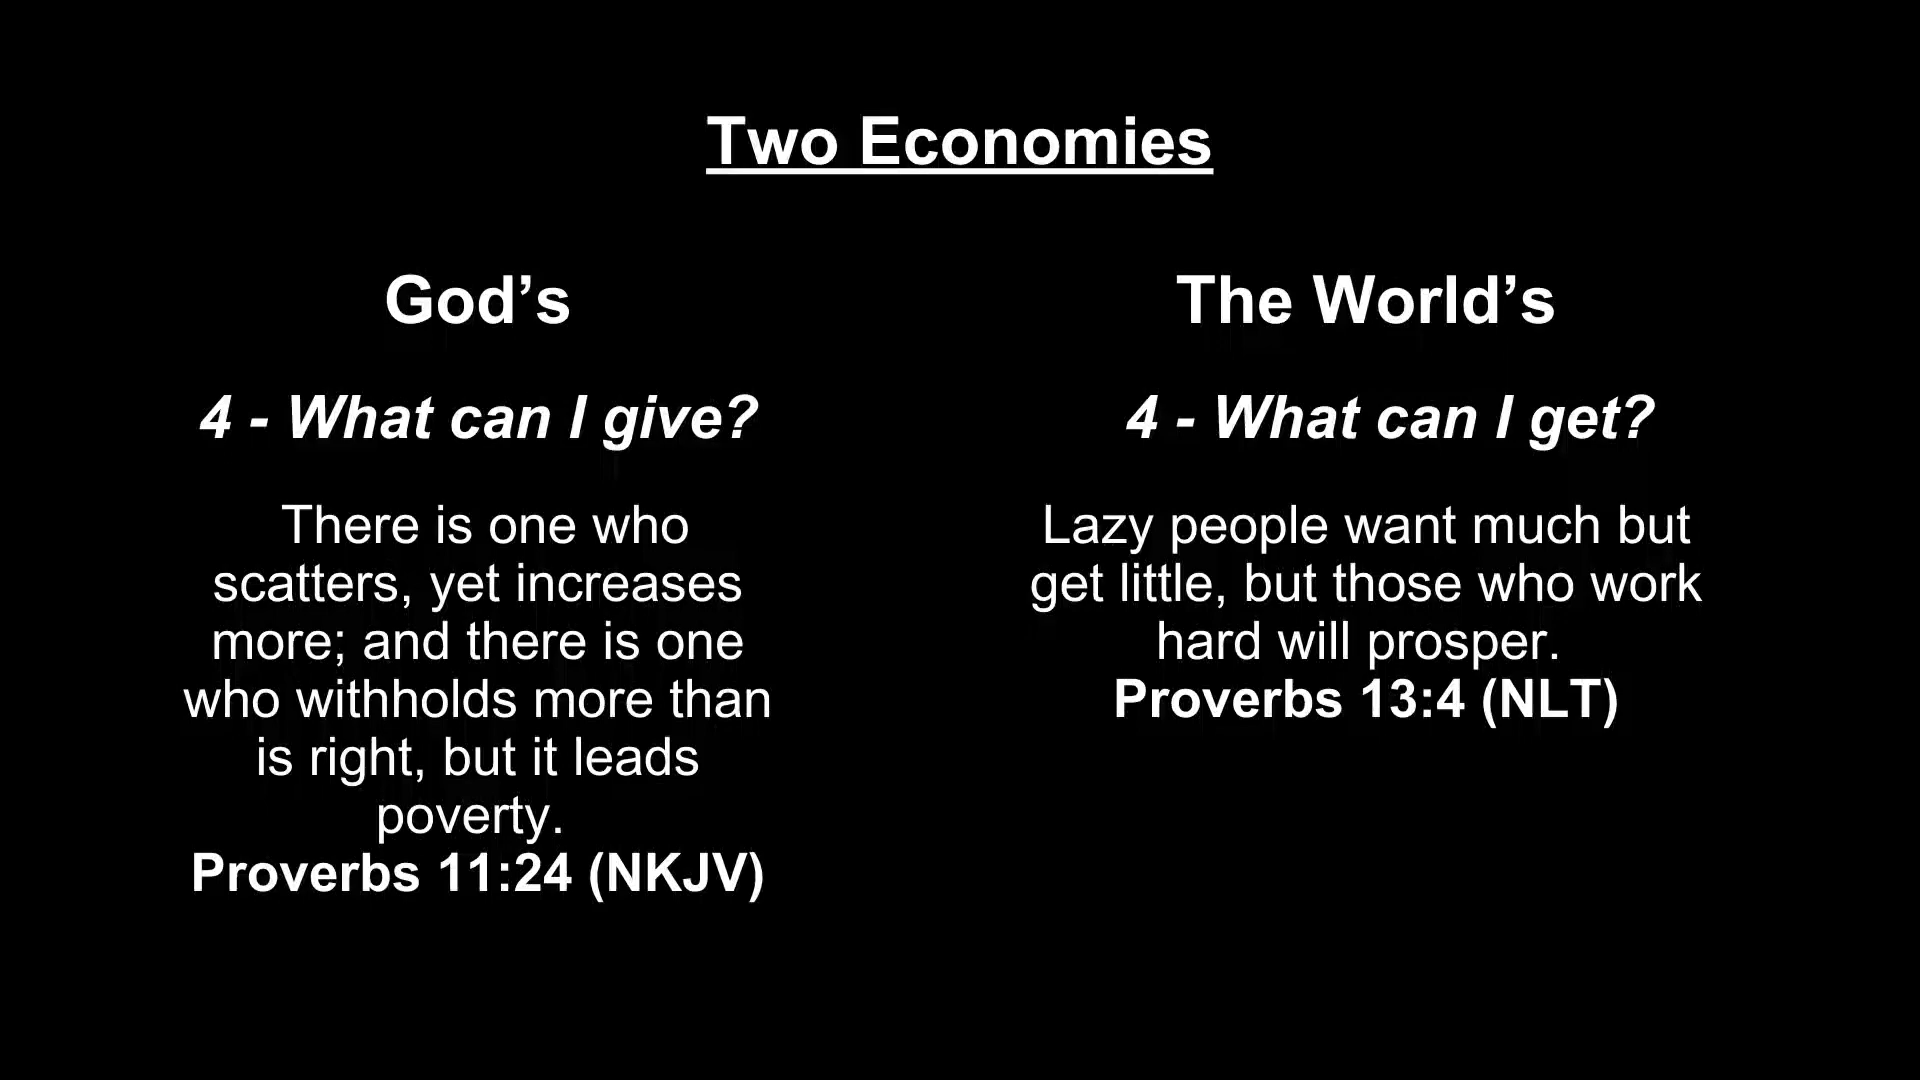 Two Economies
God’s
4 - What can I give?
There is one who
scatters, yet increases
more; and there is one
who withholds more than
is right, but it leads
poverty.
Proverbs 11:24 (NKJV)
The World’s
4 - What can I get?
Lazy people want much but
get little, but those who work
hard will prosper.
Proverbs 13:4 (NLT)